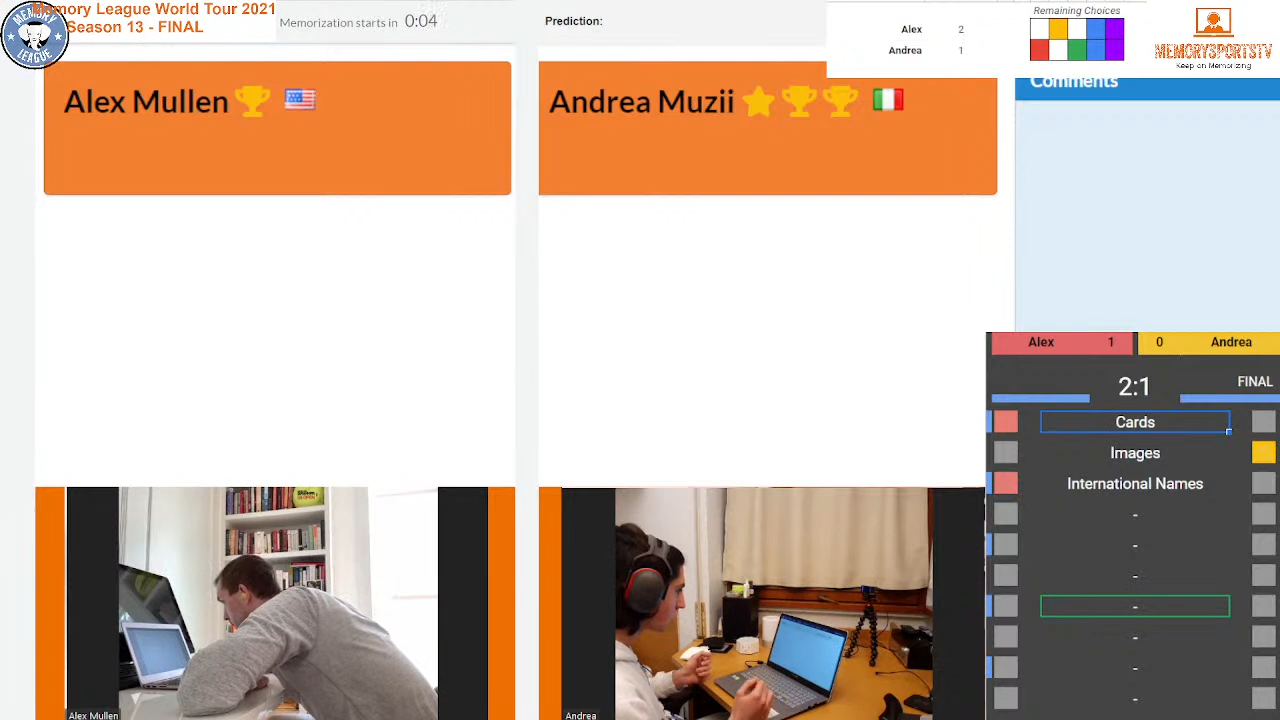 Memory League World Tour 2021
Season 13 - FINAL
MEMORY
LEAGUE
Memorization starts in 0:04
Prediction:
Alex 2
Andrea 1
Remaining Choices
MEMORYSPORTSTV
Keep on Memorizing
Alex Mullen
Andrea Muzii
Comments
Alex 1 0 Andrea
2:1 FINAL
Cards
Images
International Names
-
-
-
-
-
-
-
Alex Mullen
Andrea